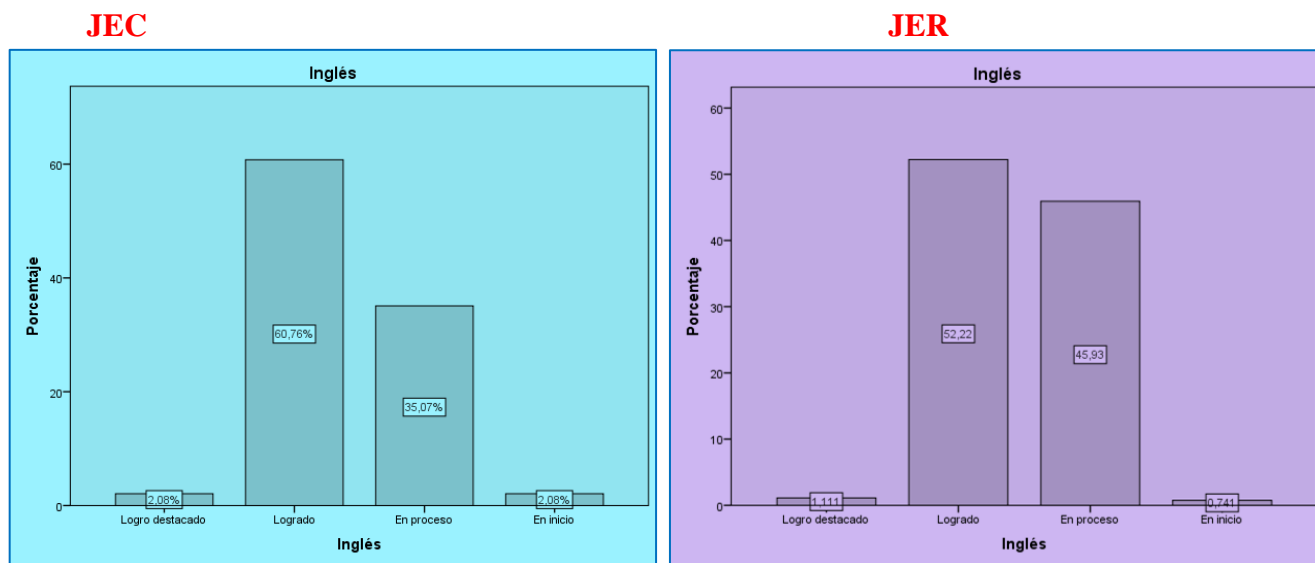 JEC
Inglés
Porcentaje
60
40
20
0
2,08%
60,76%
35,07%
2,08%
Logro destacado
Logrado
En proceso
En inicio
Inglés
JER
Inglés
Porcentaje
60
50
40
30
20
10
0
1,111
52,22
45,93
0,741
Logro destacado
Logrado
En proceso
En inicio
Inglés